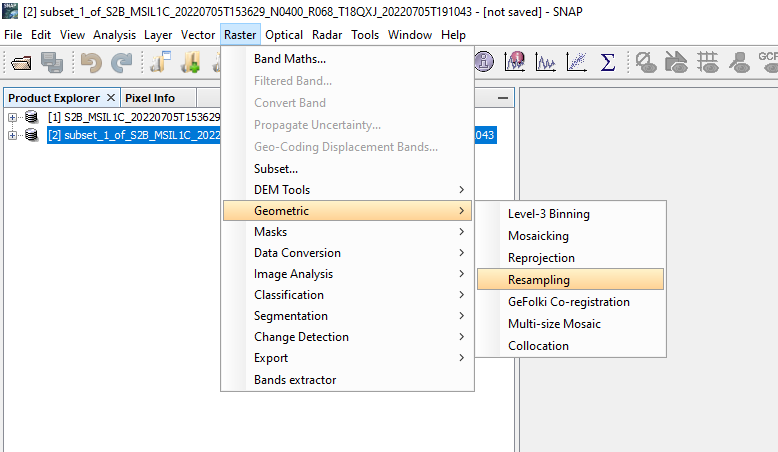 [2] subset_1_of_S2B_MSIL1C_20220705T153629_N0400_R068_T18QXJ_20220705T191043 - [not saved] - SNAP
File Edit View Analysis Layer Vector Raster Optical Radar Tools Window Help
GCP
Product Explorer Pixel Info
[1] S2B_MSIL1C_20220705T153629
[2] subset_1_of_S2B_MSIL1C_2022 043
Band Maths...
Filtered Band...
Convert Band
Propagate Uncertainty...
Geo-Coding Displacement Bands...
Subset...
DEM Tools
Geometric
Masks
Data Conversion
Image Analysis
Classification
Segmentation
Change Detection
Export
Bands extractor
Level-3 Binning
Mosaicking
Reprojection
Resampling
GeFolki Co-registration
Multi-size Mosaic
Collocation